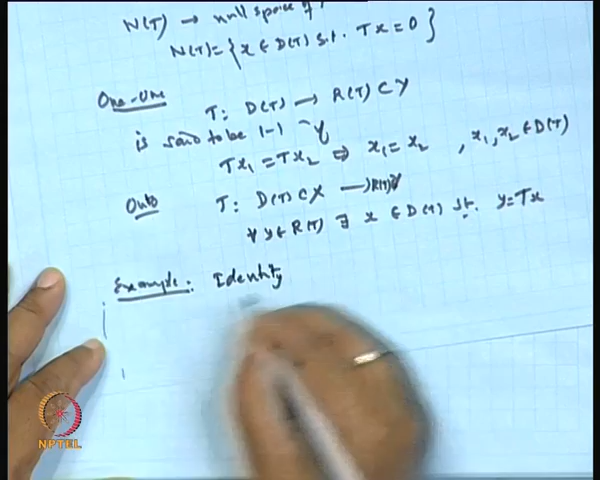 N(T) → null space of
N(T) = {x ∈ D(T) s.t. Tx = 0}
One-One
T: D(T) → R(T) ⊂ Y
is said to be 1-1 if
Tx₁ = Tx₂ ⇒ x₁ = x₂ , x₁, x₂ ∈ D(T)
Onto T: D(T) ⊂ X → R(T)
∀ y ∈ R(T) ∃ x ∈ D(T) s.t. y = Tx
Example: Identity
NPTEL